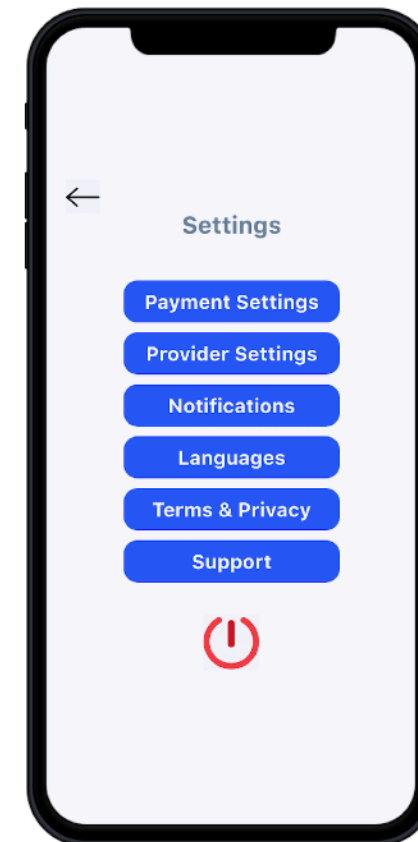 Settings
Payment Settings
Provider Settings
Notifications
Languages
Terms & Privacy
Support